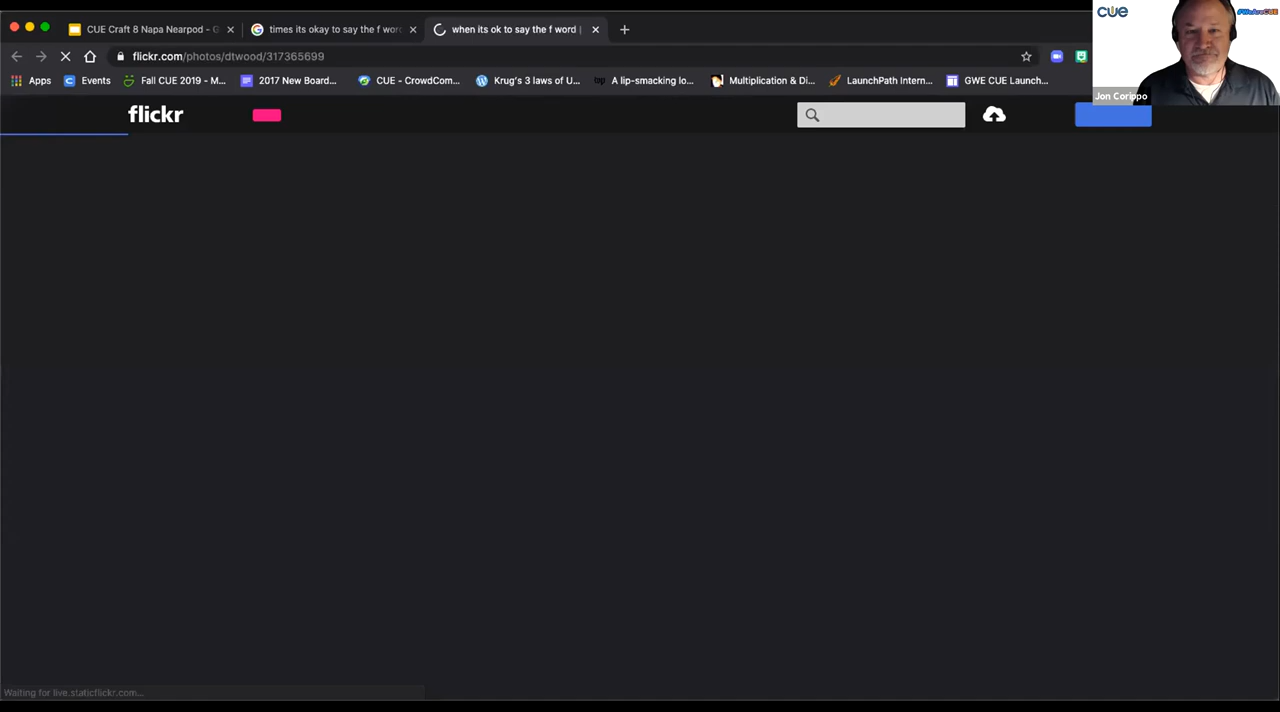 CUE Craft 8 Napa Nearpod - G
times its okay to say the f wor
when its ok to say the f word |
flickr.com/photos/dtwood/317365699
Apps
Events
Fall CUE 2019 - M...
2017 New Board...
CUE - CrowdCom...
Krug's 3 laws of U...
A lip-smacking lo...
Multiplication & Di...
LaunchPath Intern...
GWE CUE Launch...
cue
#WeAreCUE
Jon Corippo
flickr
Waiting for live.staticflickr.com...